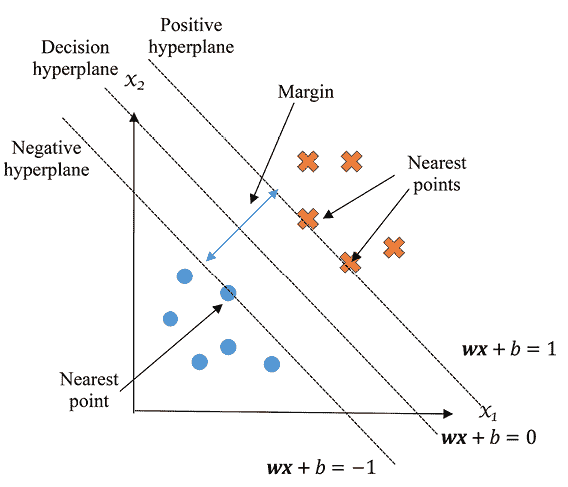 Positive
hyperplane
Decision
hyperplane
x₂
Margin
Negative
hyperplane
Nearest
points
wx + b = 1
Nearest
point
x₁
wx + b = 0
wx + b = −1